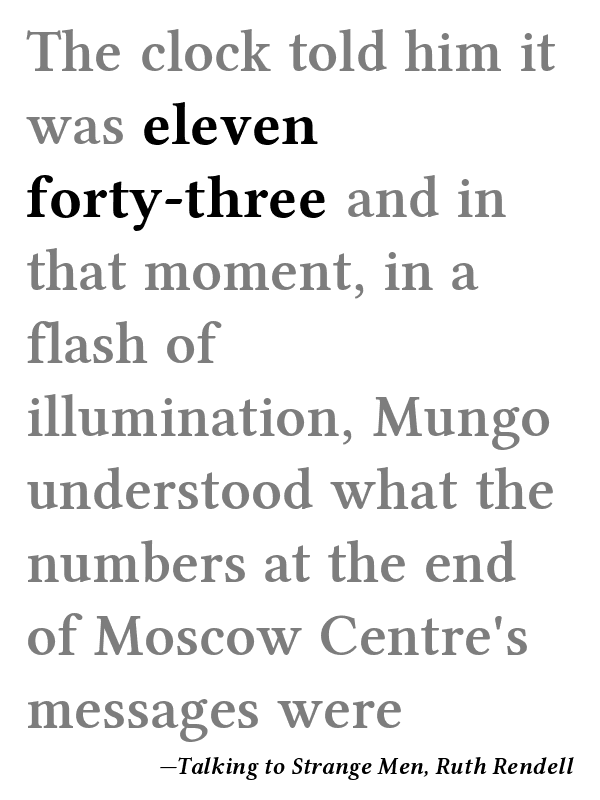 The clock told him it
was eleven
forty-three and in
that moment, in a
flash of
illumination, Mungo
understood what the
numbers at the end
of Moscow Centre's
messages were
—Talking to Strange Men, Ruth Rendell